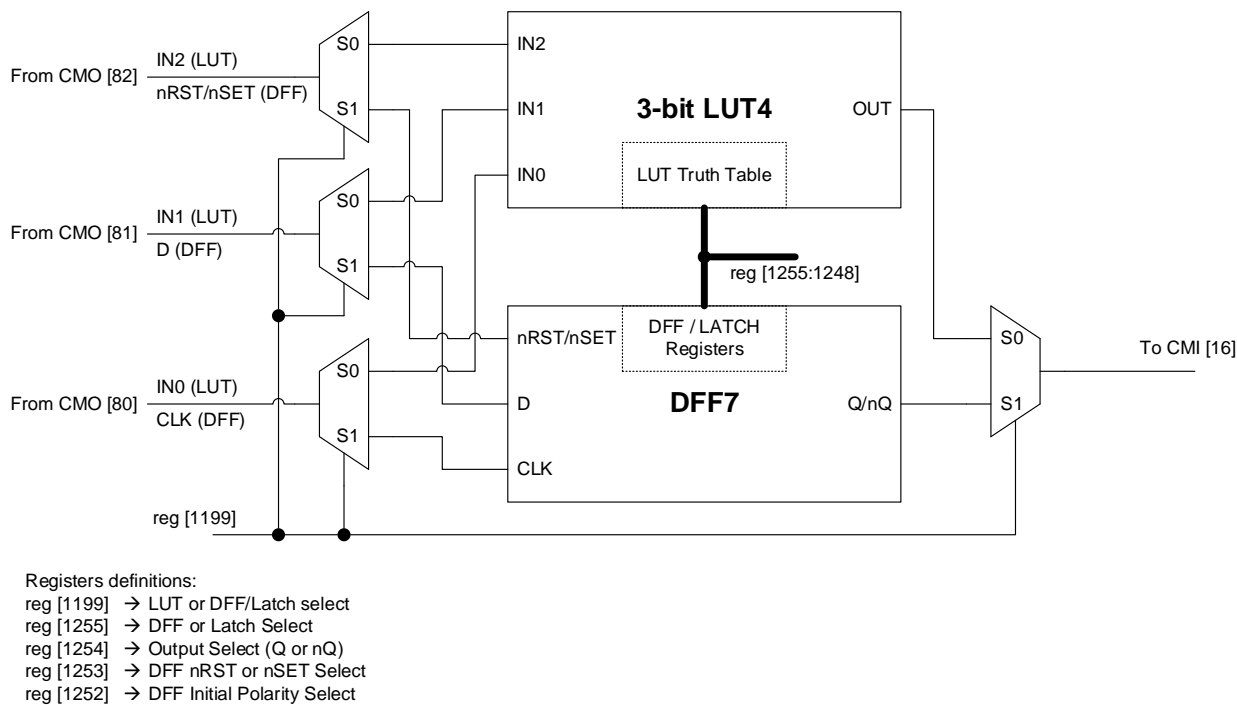 From CMO [82]
IN2 (LUT)
nRST/nSET (DFF)
S0
S1
IN2
IN1
IN0
3-bit LUT4
OUT
LUT Truth Table
From CMO [81]
IN1 (LUT)
D (DFF)
S0
S1
reg [1255:1248]
nRST/nSET
D
CLK
DFF / LATCH
Registers
DFF7
Q/nQ
From CMO [80]
IN0 (LUT)
CLK (DFF)
S0
S1
S0
S1
To CMI [16]
reg [1199]
Registers definitions:
reg [1199] → LUT or DFF/Latch select
reg [1255] → DFF or Latch Select
reg [1254] → Output Select (Q or nQ)
reg [1253] → DFF nRST or nSET Select
reg [1252] → DFF Initial Polarity Select